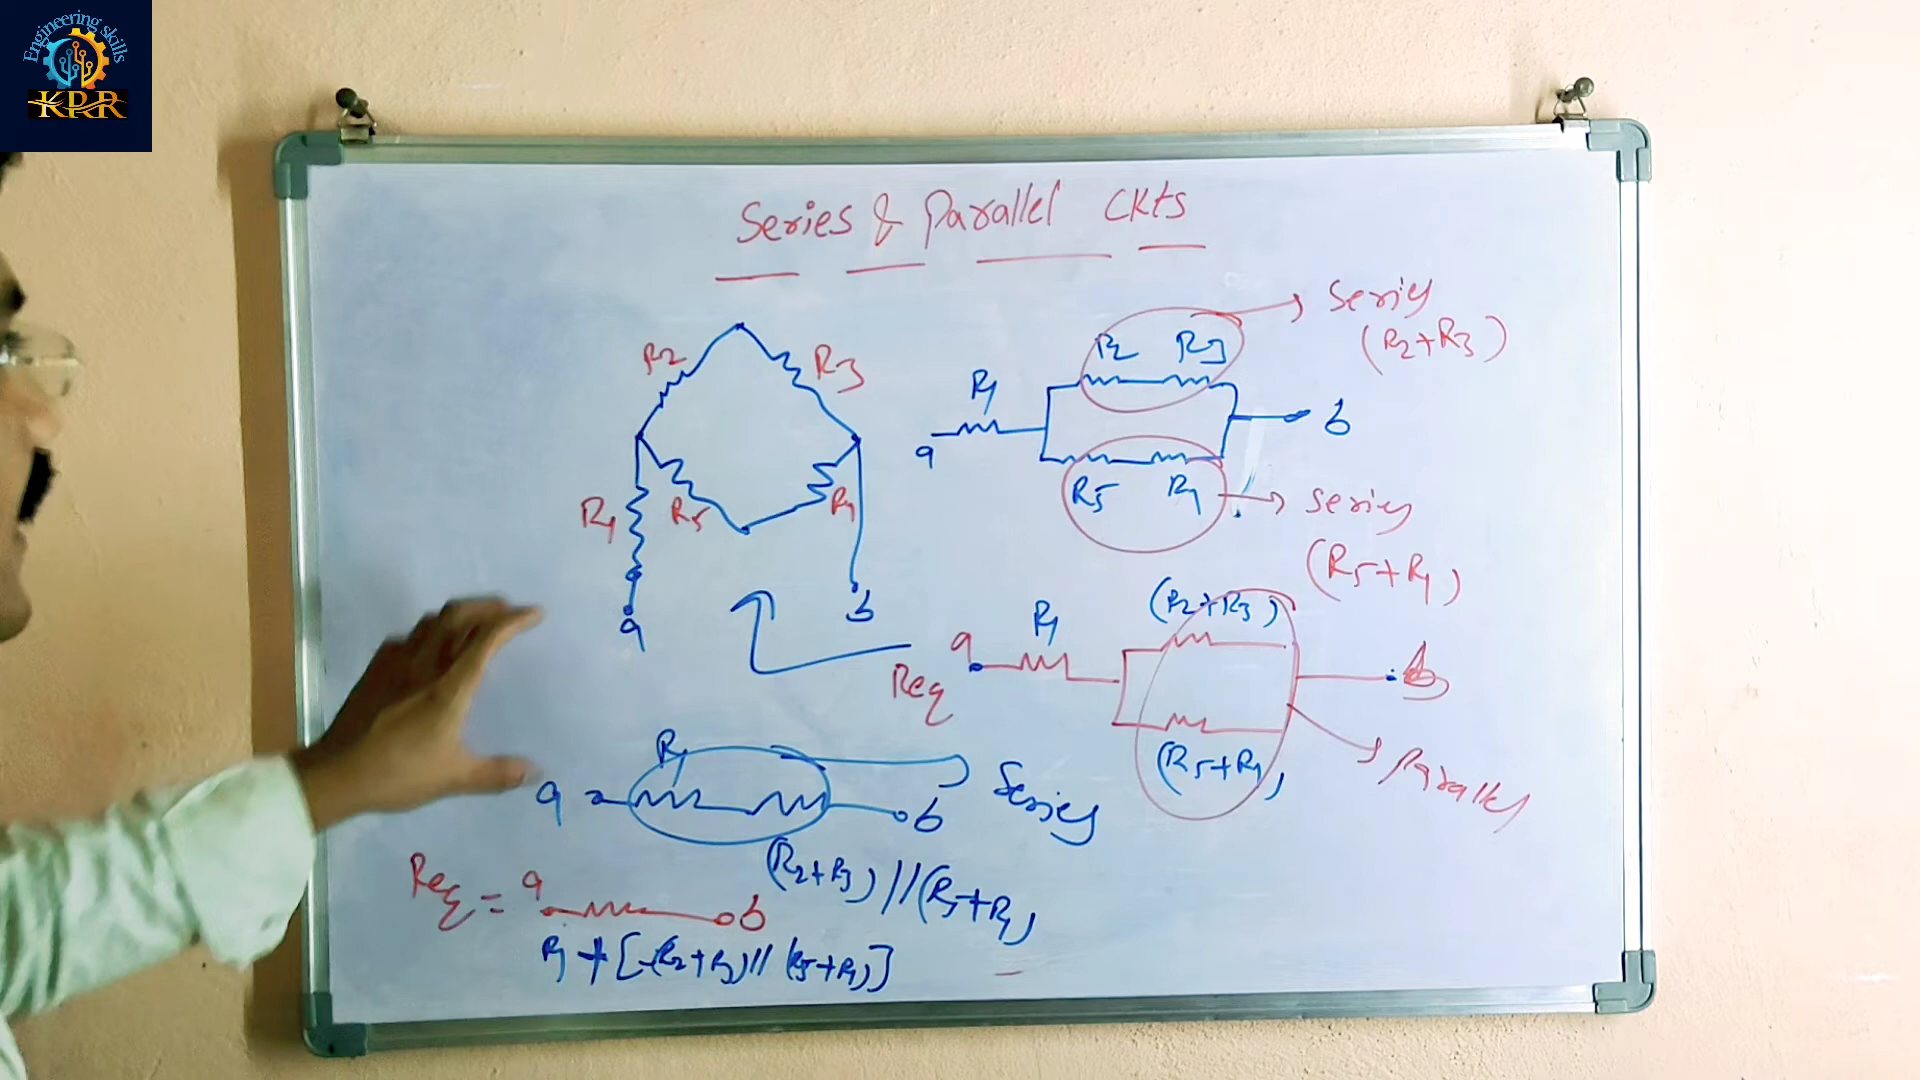 Engineering skills
KRR
Series & Parallel Ckts
R2
R3
R1
R5
R4
a
b
R1
R2 R3
a
b
R5 R4
Series
(R2+R3)
Series
(R5+R4)
Req
a
R1
(R2+R3)
(R5+R4)
b
Parallel
a
R1
b
Series
(R2+R3)//(R5+R4)
Req = a
b
R1 + [(R2+R3)//(R5+R4)]